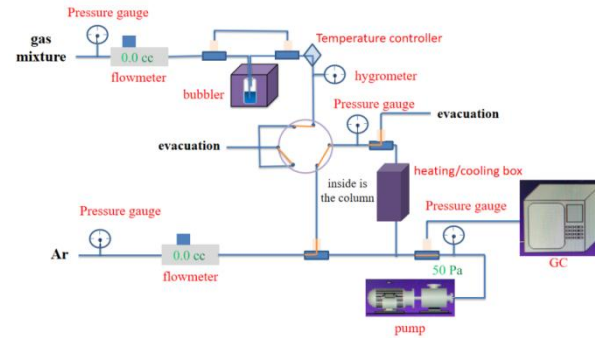 Pressure gauge
gas
mixture
0.0 cc
flowmeter
bubbler
Temperature controller
hygrometer
Pressure gauge
evacuation
evacuation
inside is
the column
heating/cooling box
Pressure gauge
Pressure gauge
Ar
0.0 cc
flowmeter
50 Pa
GC
pump